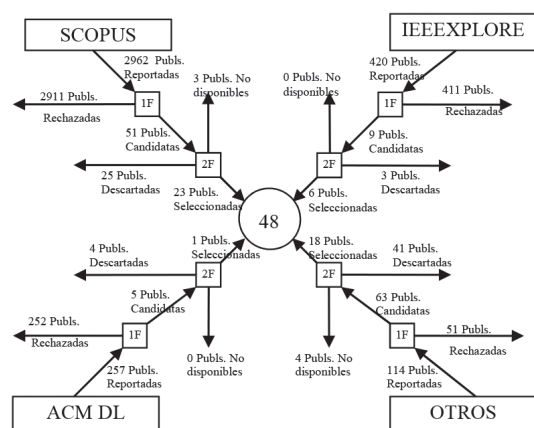 SCOPUS
2962 Publs.
Reportadas
3 Publs. No
disponibles
2911 Publs.
Rechazadas
1F
51 Publs.
Candidatas
2F
25 Publs.
Descartadas
23 Publs.
Seleccionadas
IEEEXPLORE
420 Publs.
Reportadas
0 Publs. No
disponibles
411 Publs.
Rechazadas
1F
9 Publs.
Candidatas
2F
3 Publs.
Descartadas
6 Publs.
Seleccionadas
48
1 Publs.
Seleccionadas
4 Publs.
Descartadas
2F
5 Publs.
Candidatas
252 Publs.
Rechazadas
1F
0 Publs. No
disponibles
257 Publs.
Reportadas
ACM DL
18 Publs.
Seleccionadas
41 Publs.
Descartadas
2F
63 Publs.
Candidatas
51 Publs.
Rechazadas
1F
4 Publs. No
disponibles
114 Publs.
Reportadas
OTROS